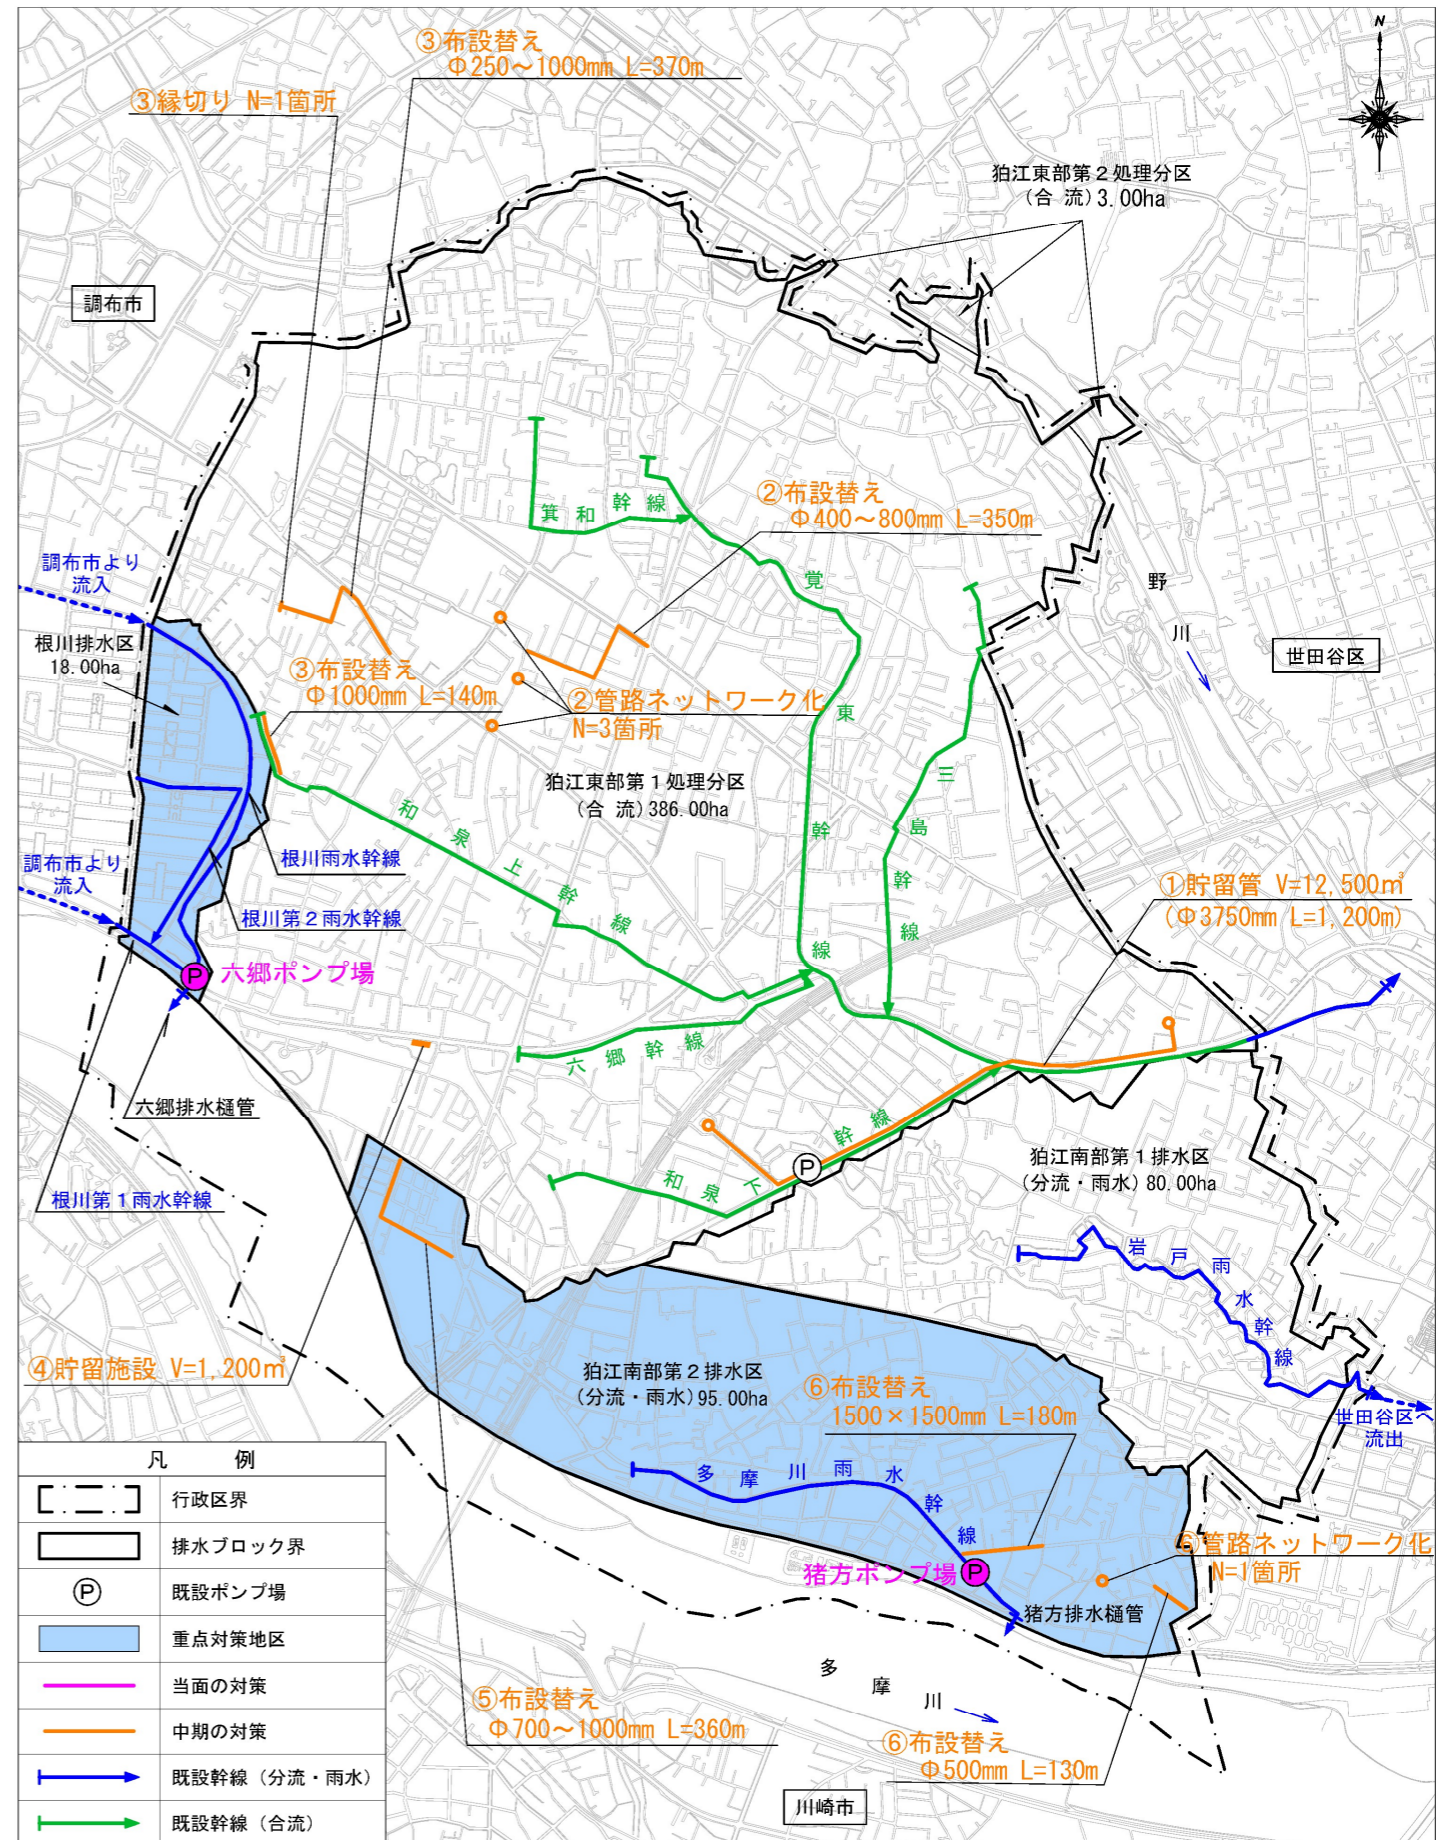 ③布設替え
Φ250～1000mm L=370m
③縁切り N=1箇所
N
狛江東部第２処理分区
(合 流)3.00ha
調布市
②布設替え
Φ400～800mm L=350m
箕和幹線
覚東幹線
野川
調布市より
流入
根川排水区
18.00ha
世田谷区
③布設替え
Φ1000mm L=140m
②管路ネットワーク化
N=3箇所
狛江東部第１処理分区
(合 流)386.00ha
三島幹線
和泉上幹線
根川雨水幹線
調布市より
流入
根川第２雨水幹線
①貯留管 V=12,500㎥
(Φ3750mm L=1,200m)
P
六郷ポンプ場
六郷幹線
六郷排水樋管
和泉下幹線
P
狛江南部第１排水区
(分流・雨水)80.00ha
根川第１雨水幹線
岩戸雨水幹線
④貯留施設 V=1,200㎥
狛江南部第２排水区
(分流・雨水)95.00ha
⑥布設替え
1500×1500mm L=180m
世田谷区へ
流出
多摩川雨水幹線
⑥管路ネットワーク化
N=1箇所
猪方ポンプ場
P
猪方排水樋管
多摩川
⑤布設替え
Φ700～1000mm L=360m
⑥布設替え
Φ500mm L=130m
川崎市
凡 例
行政区界
排水ブロック界
P 既設ポンプ場
重点対策地区
当面の対策
中期の対策
既設幹線（分流・雨水）
既設幹線（合流）